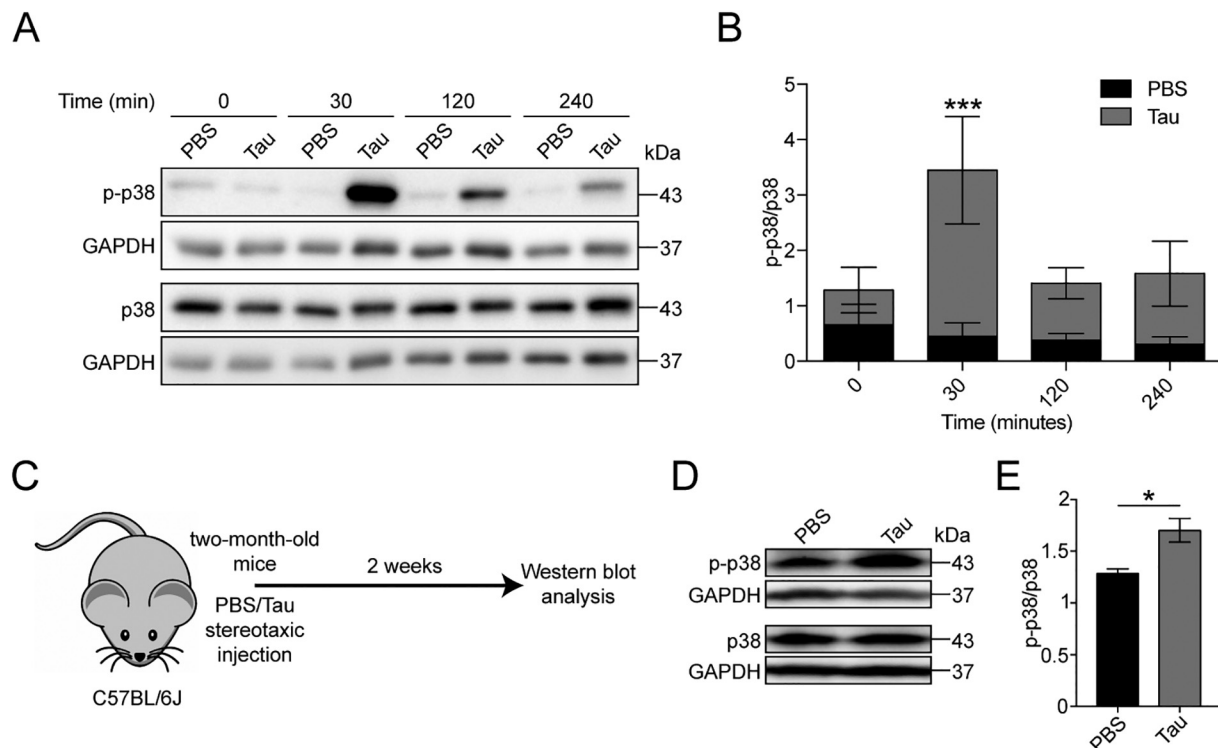 A
Time (min) 0 30 120 240
PBS Tau PBS Tau PBS Tau PBS Tau kDa
p-p38 43
GAPDH 37
p38 43
GAPDH 37
B
5
4
3
2
1
0
p-p38/p38
***
PBS
Tau
0 30 120 240
Time (minutes)
C
two-month-old
mice
PBS/Tau
stereotaxic
injection
2 weeks
Western blot
analysis
C57BL/6J
D
PBS Tau kDa
p-p38 43
GAPDH 37
p38 43
GAPDH 37
E
2
1.5
1
0.5
0
p-p38/p38
*
PBS Tau